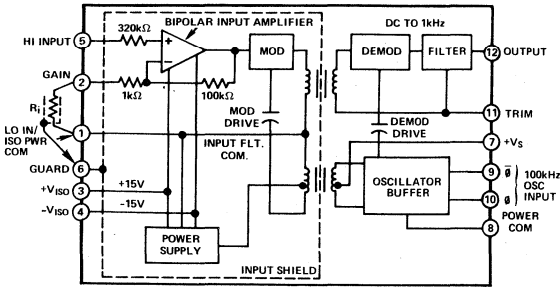 BIPOLAR INPUT AMPLIFIER
DC TO 1kHz
HI INPUT
5
320kΩ
+
−
MOD
DEMOD
FILTER
12
OUTPUT
GAIN
2
1kΩ
100kΩ
MOD
DRIVE
DEMOD
DRIVE
Ri
11
TRIM
LO IN/
ISO PWR
COM
1
INPUT FLT.
COM.
7
+VS
GUARD
6
+VISO
3
+15V
−VISO
4
−15V
OSCILLATOR
BUFFER
9
ø̅
10
ø
100kHz
OSC
INPUT
8
POWER
COM
POWER
SUPPLY
INPUT SHIELD